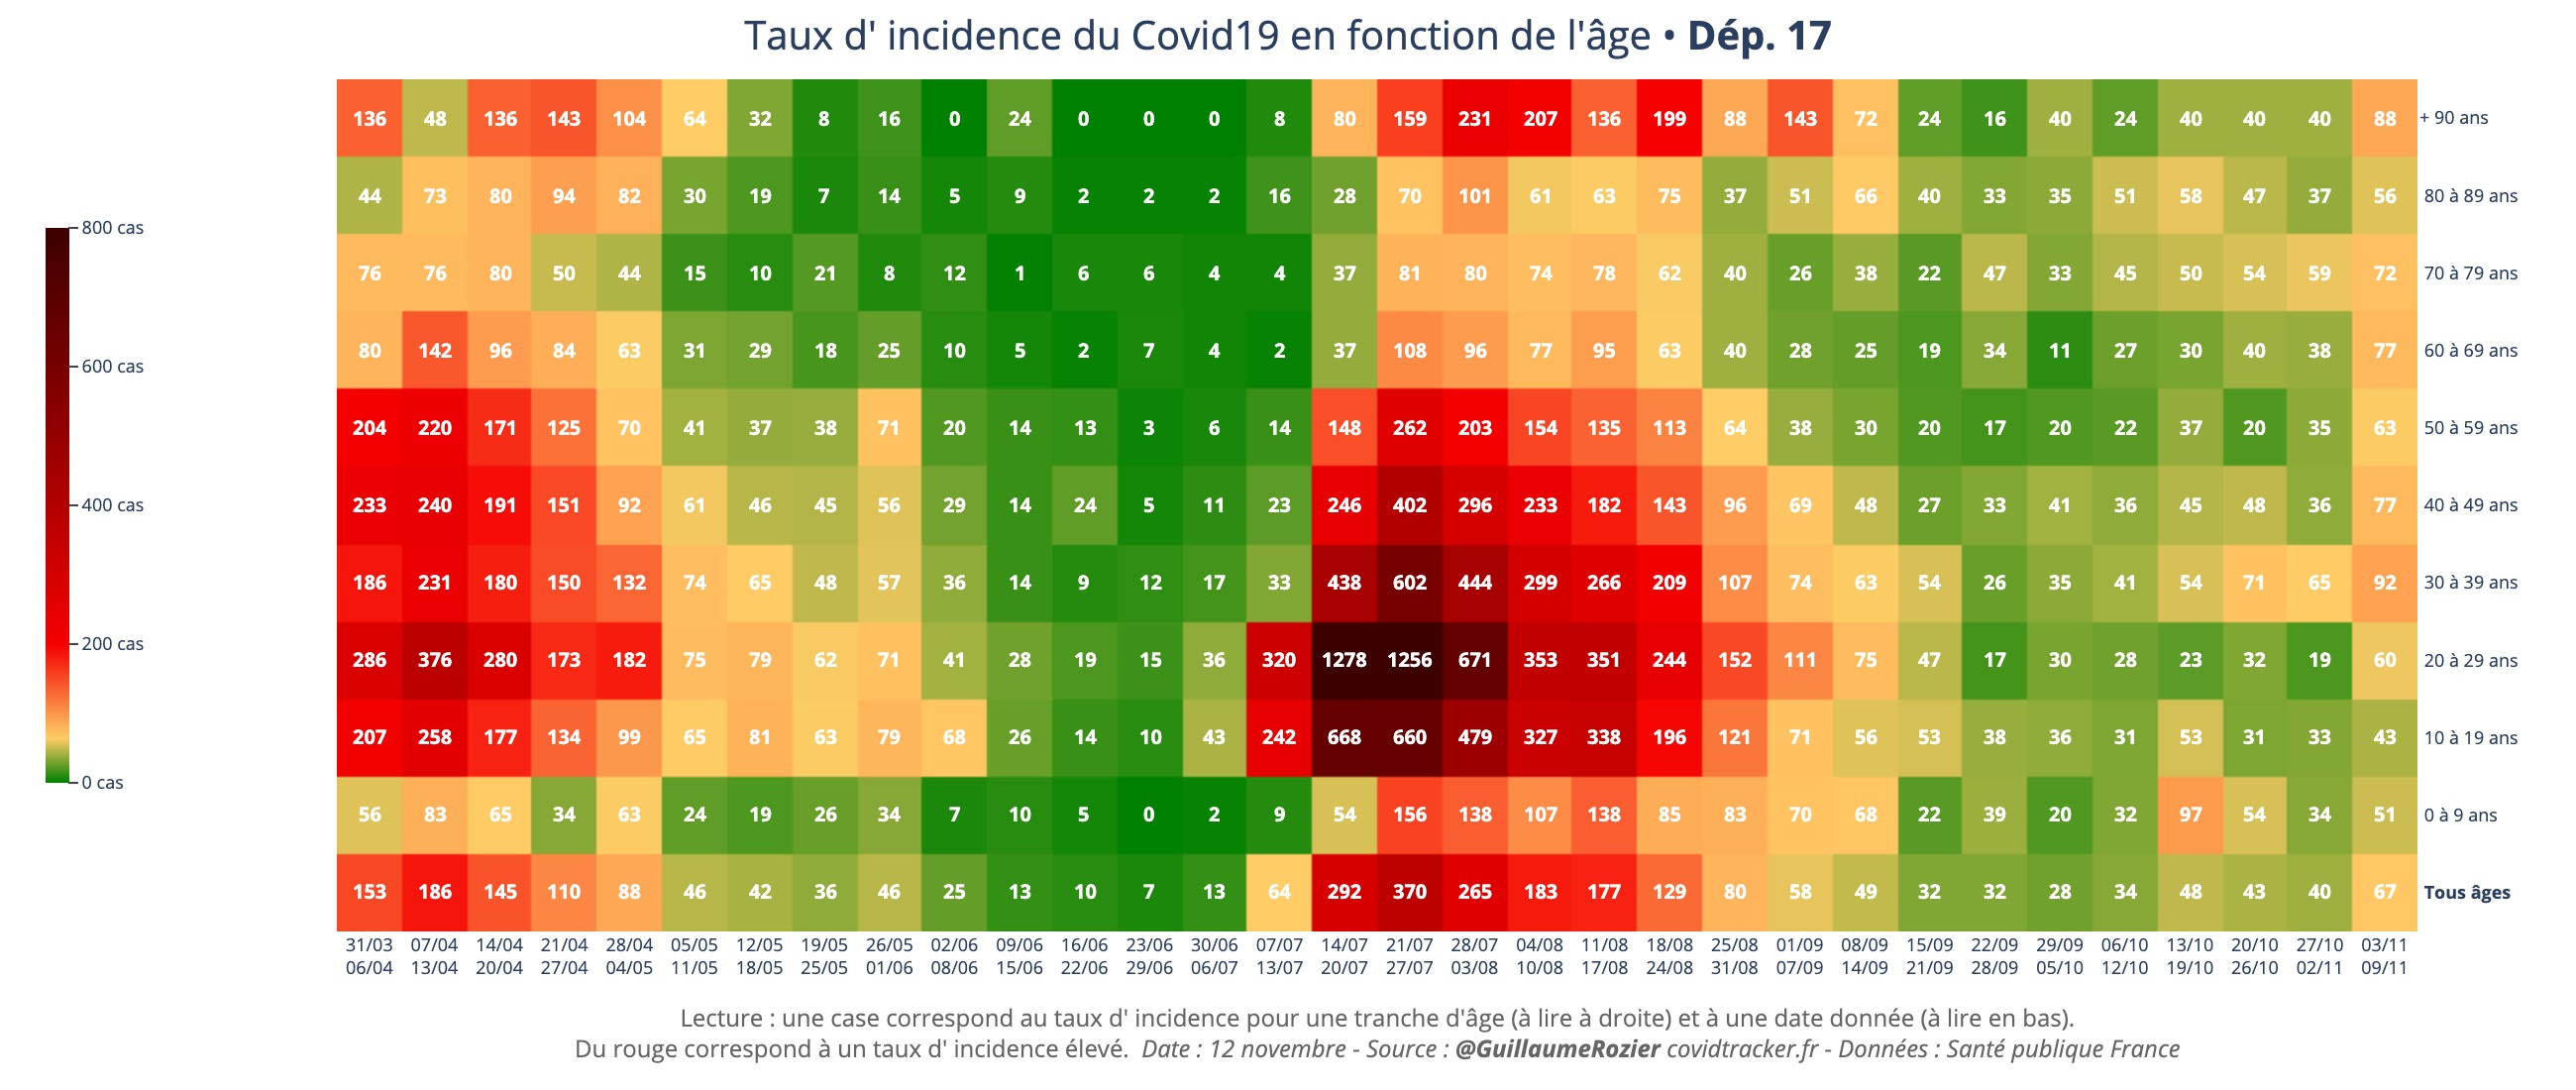 Taux d' incidence du Covid19 en fonction de l'âge • Dép. 17
136 48 136 143 104 64 32 8 16 0 24 0 0 0 8 80 159 231 207 136 199 88 143 72 24 16 40 24 40 40 40 88 + 90 ans
44 73 80 94 82 30 19 7 14 5 9 2 2 2 16 28 70 101 61 63 75 37 51 66 40 33 35 51 58 47 37 56 80 à 89 ans
800 cas
76 76 80 50 44 15 10 21 8 12 1 6 6 4 4 37 81 80 74 78 62 40 26 38 22 47 33 45 50 54 59 72 70 à 79 ans
80 142 96 84 63 31 29 18 25 10 5 2 7 4 2 37 108 96 77 95 63 40 28 25 19 34 11 27 30 40 38 77 60 à 69 ans
600 cas
204 220 171 125 70 41 37 38 71 20 14 13 3 6 14 148 262 203 154 135 113 64 38 30 20 17 20 22 37 20 35 63 50 à 59 ans
400 cas
233 240 191 151 92 61 46 45 56 29 14 24 5 11 23 246 402 296 233 182 143 96 69 48 27 33 41 36 45 48 36 77 40 à 49 ans
186 231 180 150 132 74 65 48 57 36 14 9 12 17 33 438 602 444 299 266 209 107 74 63 54 26 35 41 54 71 65 92 30 à 39 ans
200 cas
286 376 280 173 182 75 79 62 71 41 28 19 15 36 320 1278 1256 671 353 351 244 152 111 75 47 17 30 28 23 32 19 60 20 à 29 ans
207 258 177 134 99 65 81 63 79 68 26 14 10 43 242 668 660 479 327 338 196 121 71 56 53 38 36 31 53 31 33 43 10 à 19 ans
0 cas
56 83 65 34 63 24 19 26 34 7 10 5 0 2 9 54 156 138 107 138 85 83 70 68 22 39 20 32 97 54 34 51 0 à 9 ans
153 186 145 110 88 46 42 36 46 25 13 10 7 13 64 292 370 265 183 177 129 80 58 49 32 32 28 34 48 43 40 67 Tous âges
31/03 07/04 14/04 21/04 28/04 05/05 12/05 19/05 26/05 02/06 09/06 16/06 23/06 30/06 07/07 14/07 21/07 28/07 04/08 11/08 18/08 25/08 01/09 08/09 15/09 22/09 29/09 06/10 13/10 20/10 27/10 03/11
06/04 13/04 20/04 27/04 04/05 11/05 18/05 25/05 01/06 08/06 15/06 22/06 29/06 06/07 13/07 20/07 27/07 03/08 10/08 17/08 24/08 31/08 07/09 14/09 21/09 28/09 05/10 12/10 19/10 26/10 02/11 09/11
Lecture : une case correspond au taux d' incidence pour une tranche d'âge (à lire à droite) et à une date donnée (à lire en bas).
Du rouge correspond à un taux d' incidence élevé. Date : 12 novembre - Source : @GuillaumeRozier covidtracker.fr - Données : Santé publique France